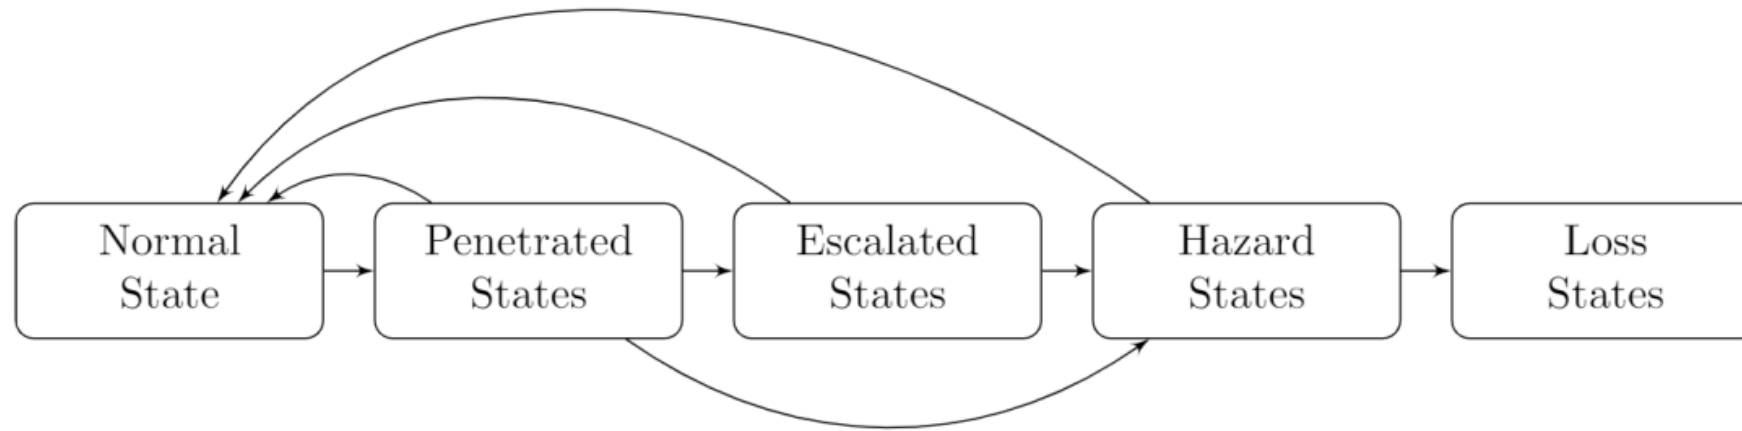 Normal
State
Penetrated
States
Escalated
States
Hazard
States
Loss
States